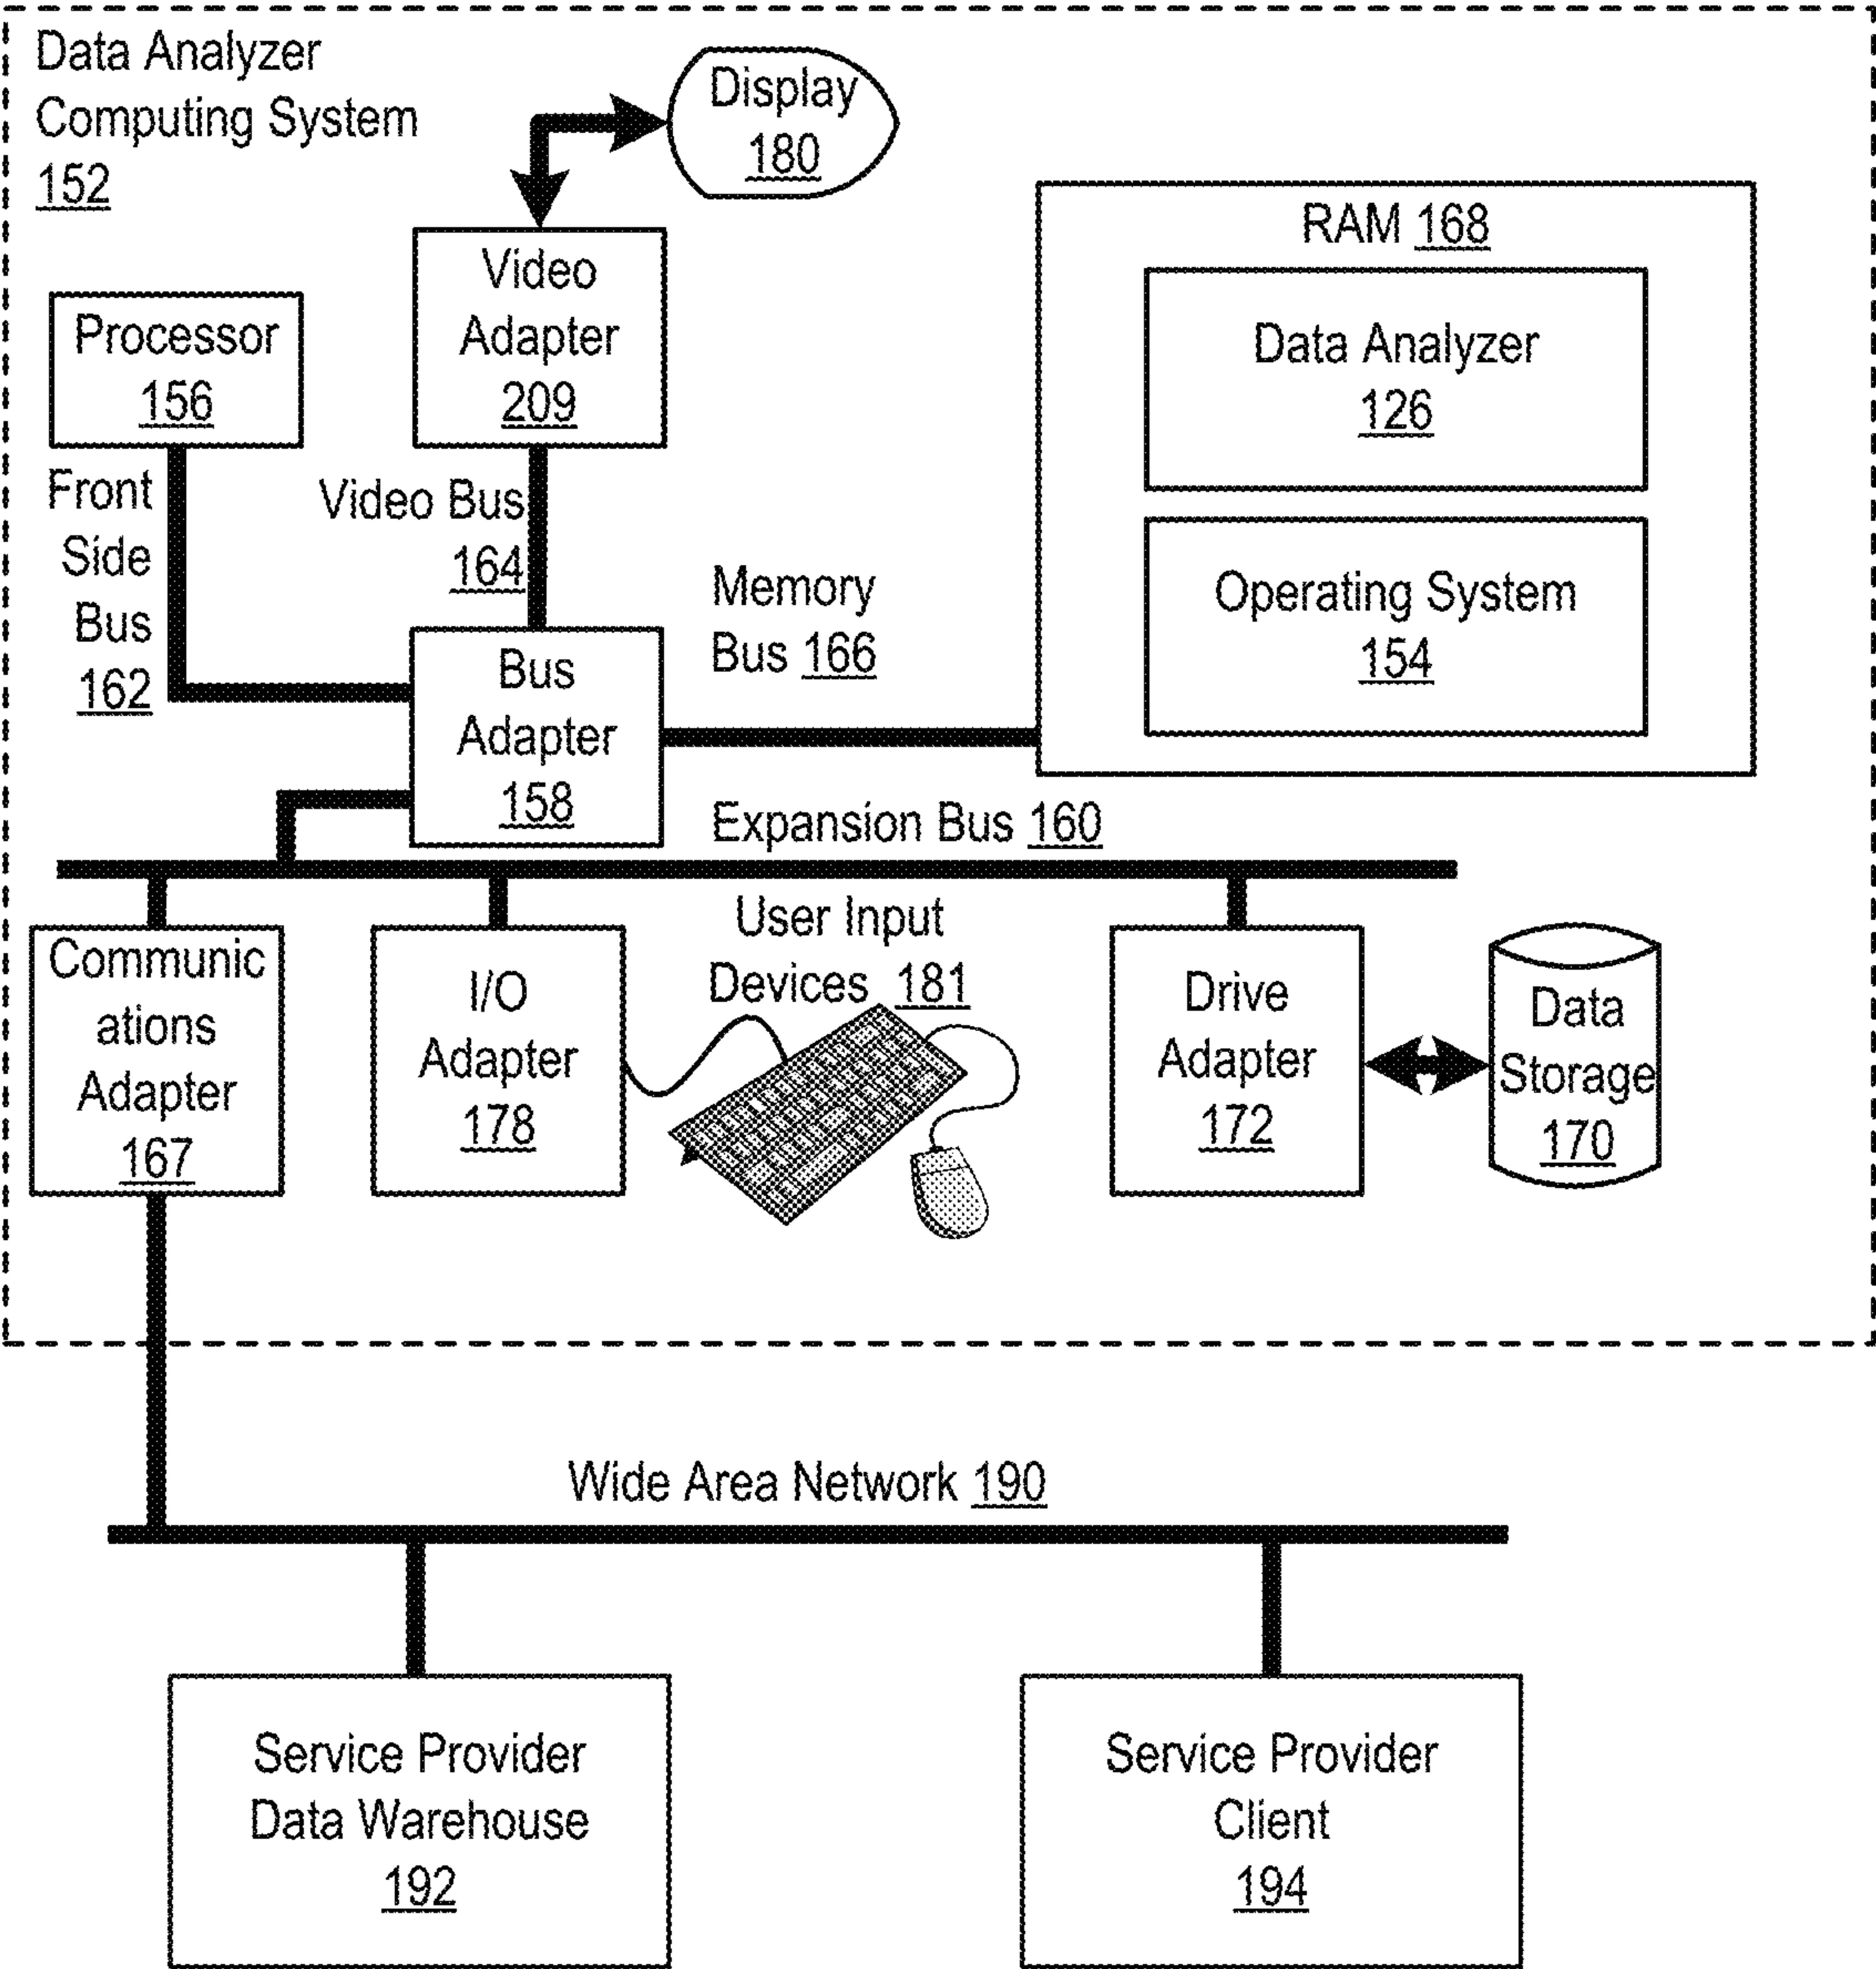 Data Analyzer
Computing System
152
Display
180
RAM 168
Video
Adapter
209
Processor
156
Data Analyzer
126
Front
Side
Bus
162
Video Bus
164
Memory
Bus 166
Operating System
154
Bus
Adapter
158
Expansion Bus 160
Communic
ations
Adapter
167
I/O
Adapter
178
User Input
Devices 181
Drive
Adapter
172
Data
Storage
170
Wide Area Network 190
Service Provider
Data Warehouse
192
Service Provider
Client
194